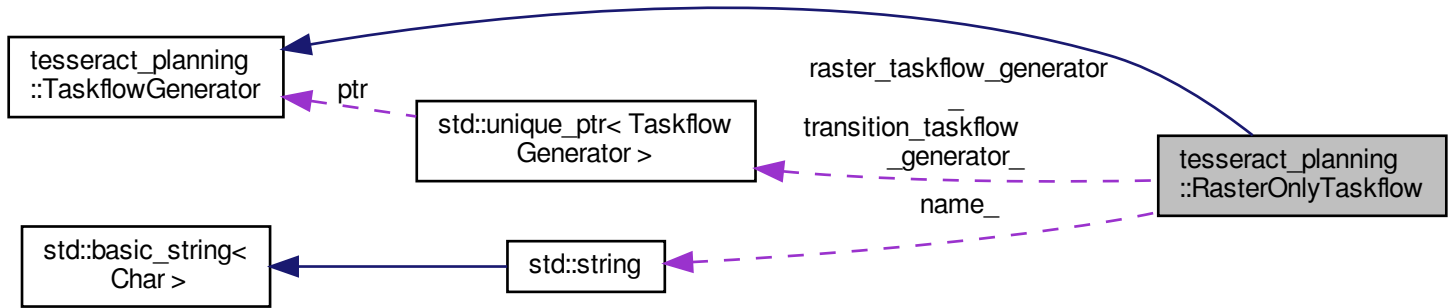 tesseract_planning
::TaskflowGenerator
ptr
std::unique_ptr< Taskflow
Generator >
raster_taskflow_generator
_
transition_taskflow
_generator_
name_
tesseract_planning
::RasterOnlyTaskflow
std::basic_string<
Char >
std::string